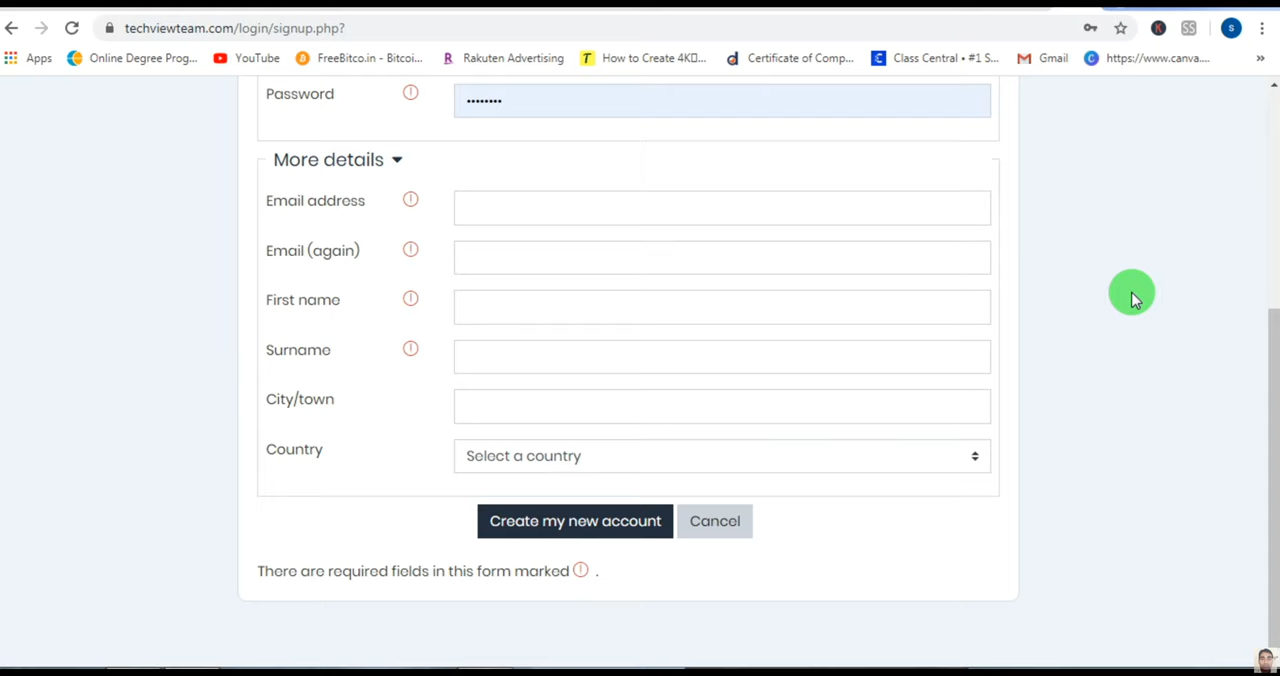 techviewteam.com/login/signup.php?
Apps Online Degree Prog... YouTube FreeBitco.in - Bitcoi... Rakuten Advertising How to Create 4K▯... Certificate of Comp... Class Central • #1 S... Gmail https://www.canva.... »
Password ••••••••
More details
Email address
Email (again)
First name
Surname
City/town
Country Select a country
Create my new account Cancel
There are required fields in this form marked .